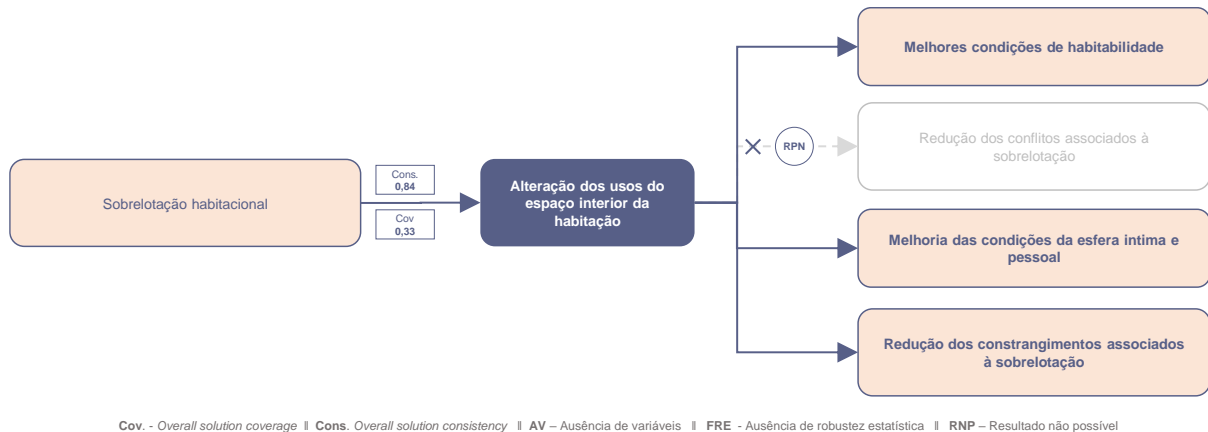 Melhores condições de habitabilidade
RPN
Redução dos conflitos associados à
sobrelotação
Cons.
0,84
Sobrelotação habitacional
Cov
0,33
Alteração dos usos do
espaço interior da
habitação
Melhoria das condições da esfera intima e
pessoal
Redução dos constrangimentos associados
à sobrelotação
Cov. - Overall solution coverage ‖ Cons. Overall solution consistency ‖ AV – Ausência de variáveis ‖ FRE - Ausência de robustez estatística ‖ RNP – Resultado não possível